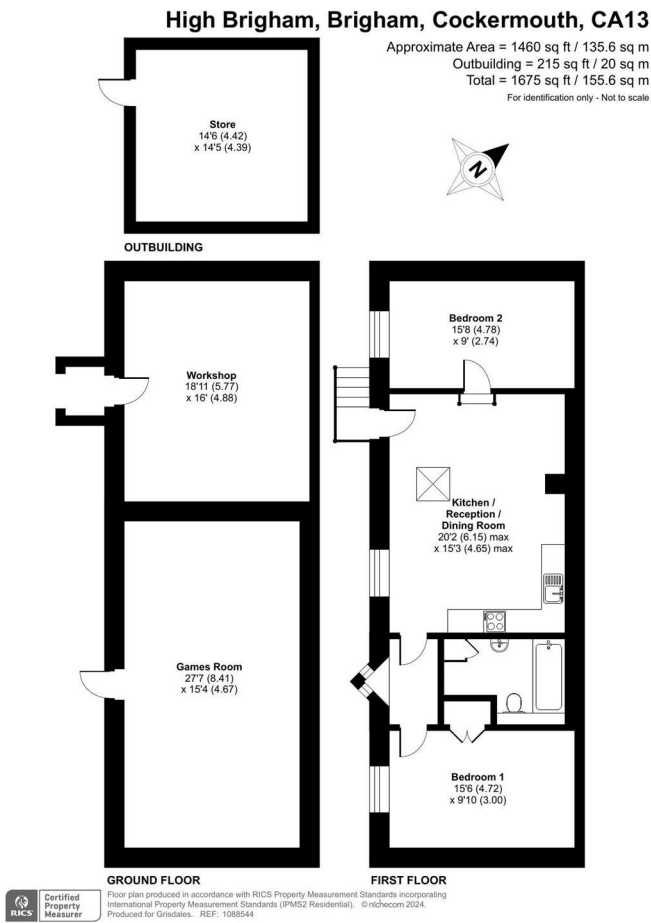 High Brigham, Brigham, Cockermouth, CA13
Approximate Area = 1460 sq ft / 135.6 sq m
Outbuilding = 215 sq ft / 20 sq m
Total = 1675 sq ft / 155.6 sq m
For identification only - Not to scale
Store
14'6 (4.42)
x 14'5 (4.39)
N
OUTBUILDING
Bedroom 2
15'8 (4.78)
x 9' (2.74)
Workshop
18'11 (5.77)
x 16' (4.88)
Kitchen /
Reception /
Dining Room
20'2 (6.15) max
x 15'3 (4.65) max
Games Room
27'7 (8.41)
x 15'4 (4.67)
Bedroom 1
15'6 (4.72)
x 9'10 (3.00)
GROUND FLOOR
FIRST FLOOR
RICS
Certified
Property
Measurer
Floor plan produced in accordance with RICS Property Measurement Standards incorporating
International Property Measurement Standards (IPMS2 Residential). © nichecom 2024.
Produced for Grisdales. REF: 1088544